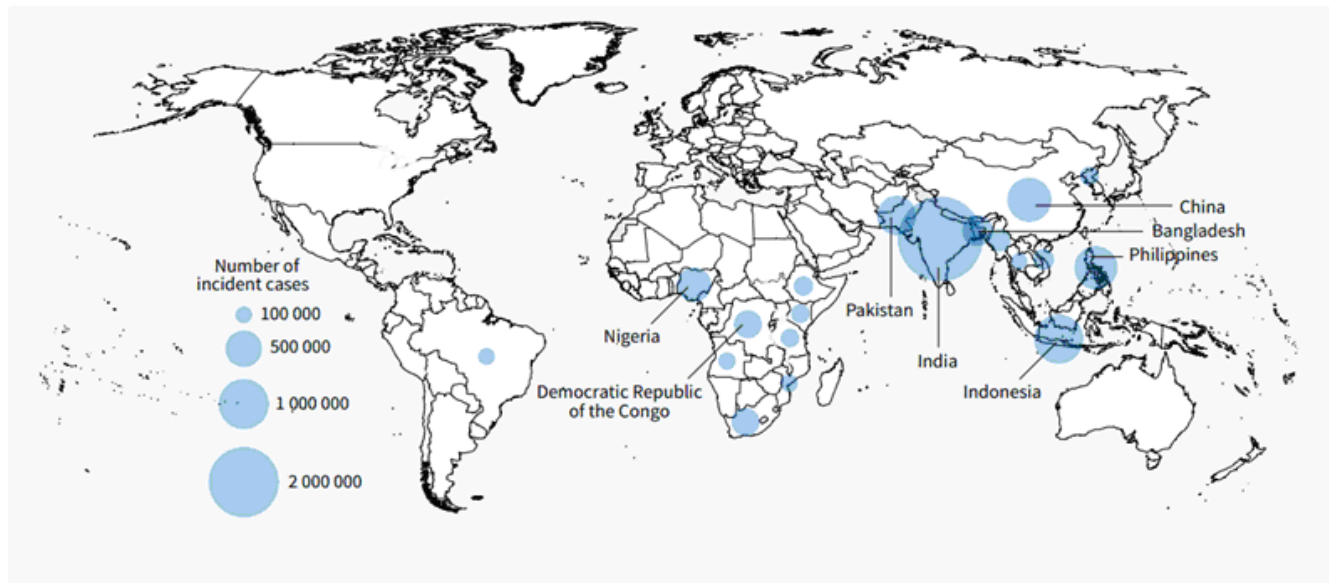 China
Bangladesh
Philippines
Number of
incident cases
100 000
500 000
1 000 000
2 000 000
Pakistan
Nigeria
India
Democratic Republic
of the Congo
Indonesia